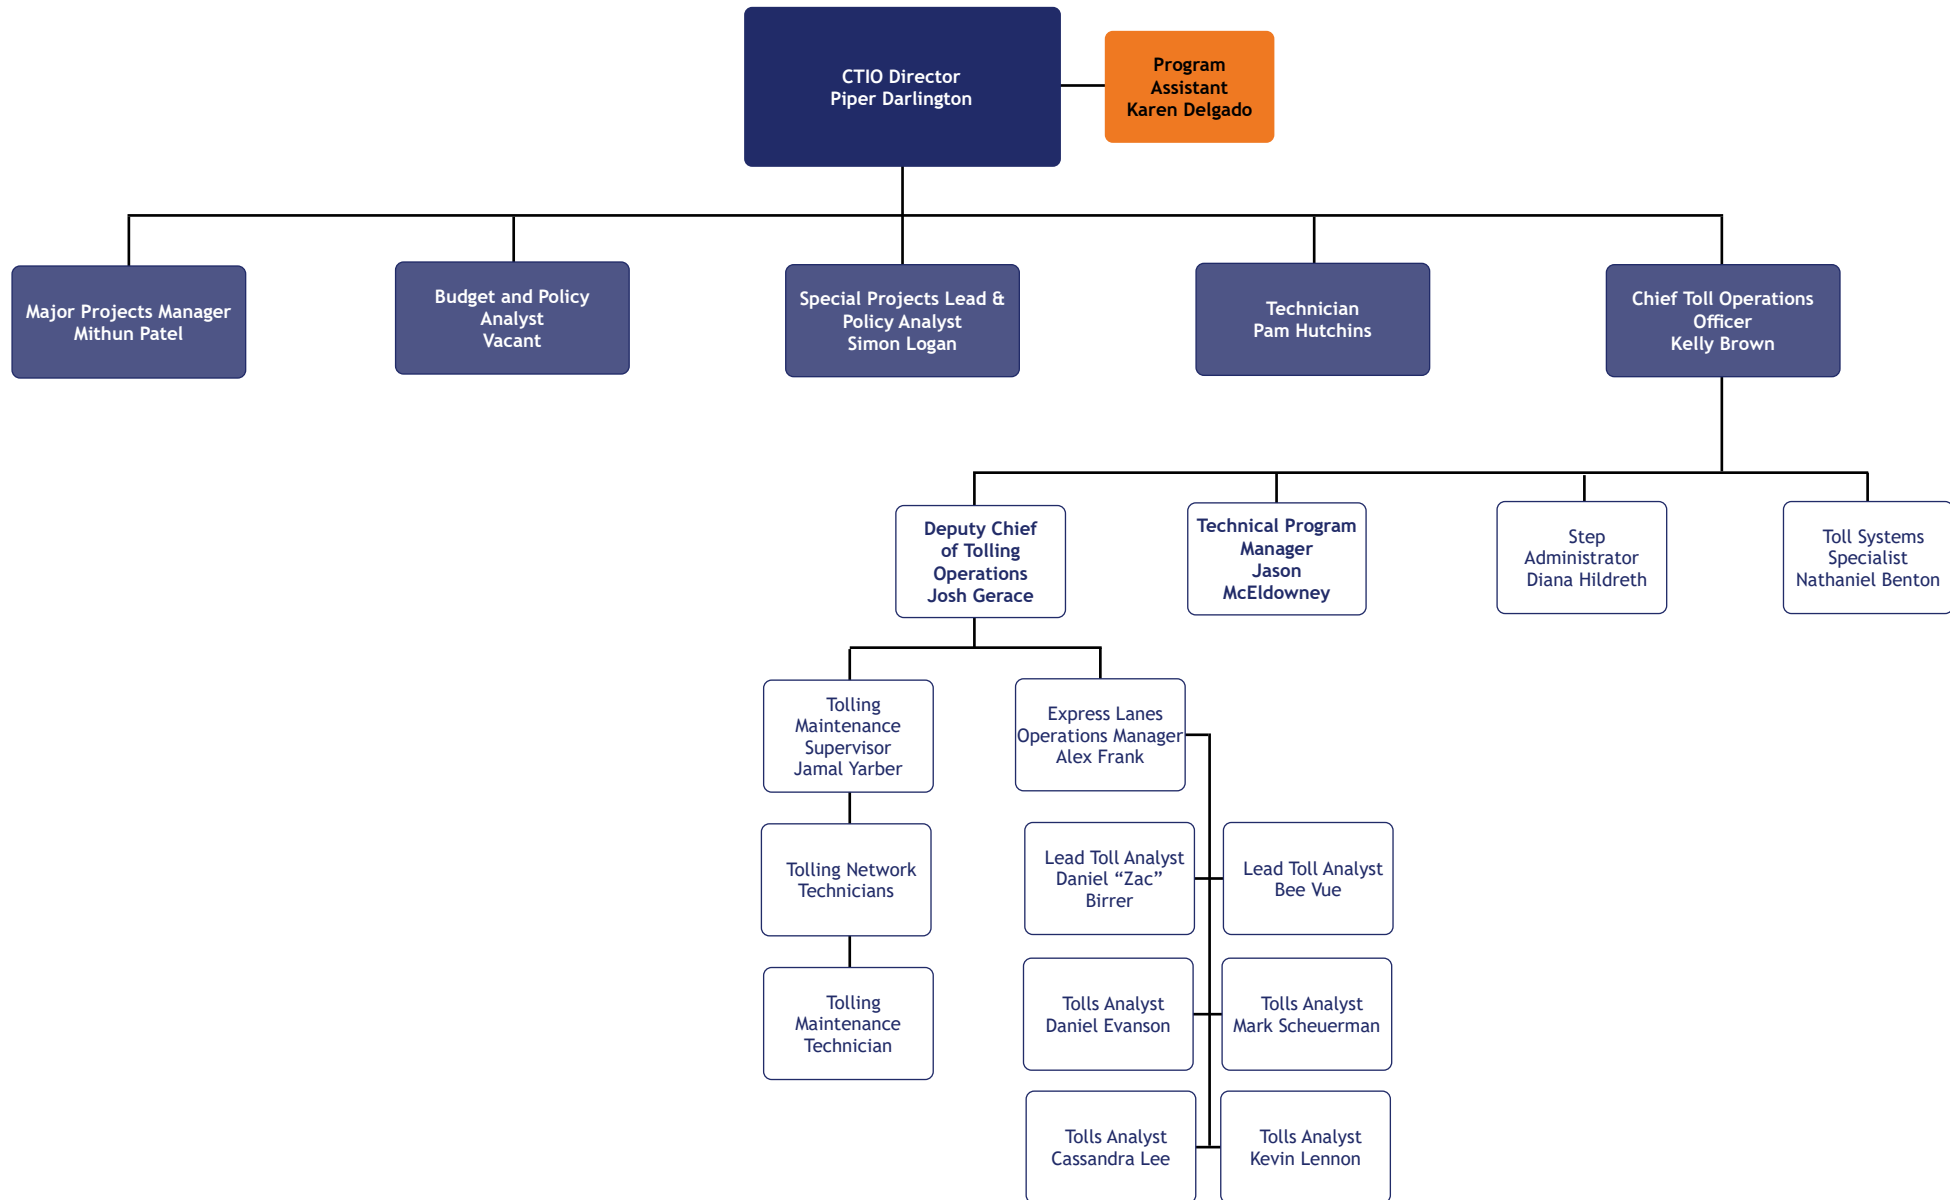 CTIO Director
Piper Darlington
Program
Assistant
Karen Delgado
Major Projects Manager
Mithun Patel
Budget and Policy
Analyst
Vacant
Special Projects Lead &
Policy Analyst
Simon Logan
Technician
Pam Hutchins
Chief Toll Operations
Officer
Kelly Brown
Deputy Chief
of Tolling
Operations
Josh Gerace
Technical Program
Manager
Jason
McEldowney
Step
Administrator
Diana Hildreth
Toll Systems
Specialist
Nathaniel Benton
Tolling
Maintenance
Supervisor
Jamal Yarber
Express Lanes
Operations Manager
Alex Frank
Tolling Network
Technicians
Lead Toll Analyst
Daniel “Zac”
Birrer
Lead Toll Analyst
Bee Vue
Tolling
Maintenance
Technician
Tolls Analyst
Daniel Evanson
Tolls Analyst
Mark Scheuerman
Tolls Analyst
Cassandra Lee
Tolls Analyst
Kevin Lennon